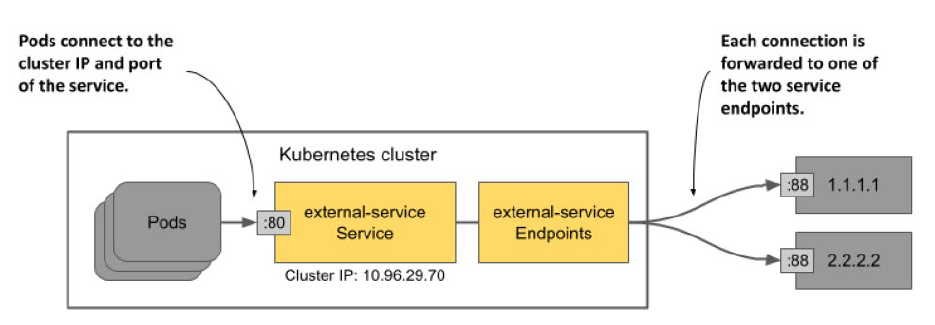 Pods connect to the
cluster IP and port
of the service.
Each connection is
forwarded to one of
the two service
endpoints.
Kubernetes cluster
Pods
:80
external-service
Service
Cluster IP: 10.96.29.70
external-service
Endpoints
:88
1.1.1.1
:88
2.2.2.2